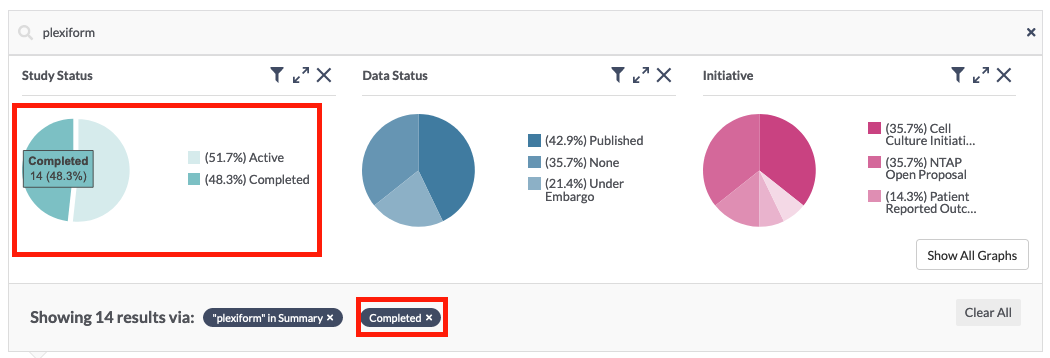 plexiform
Study Status
Completed
14 (48.3%)
(51.7%) Active
(48.3%) Completed
Data Status
(42.9%) Published
(35.7%) None
(21.4%) Under
Embargo
Initiative
(35.7%) Cell
Culture Initiati...
(35.7%) NTAP
Open Proposal
(14.3%) Patient
Reported Outc...
Show All Graphs
Showing 14 results via:
"plexiform" in Summary ×
Completed ×
Clear All